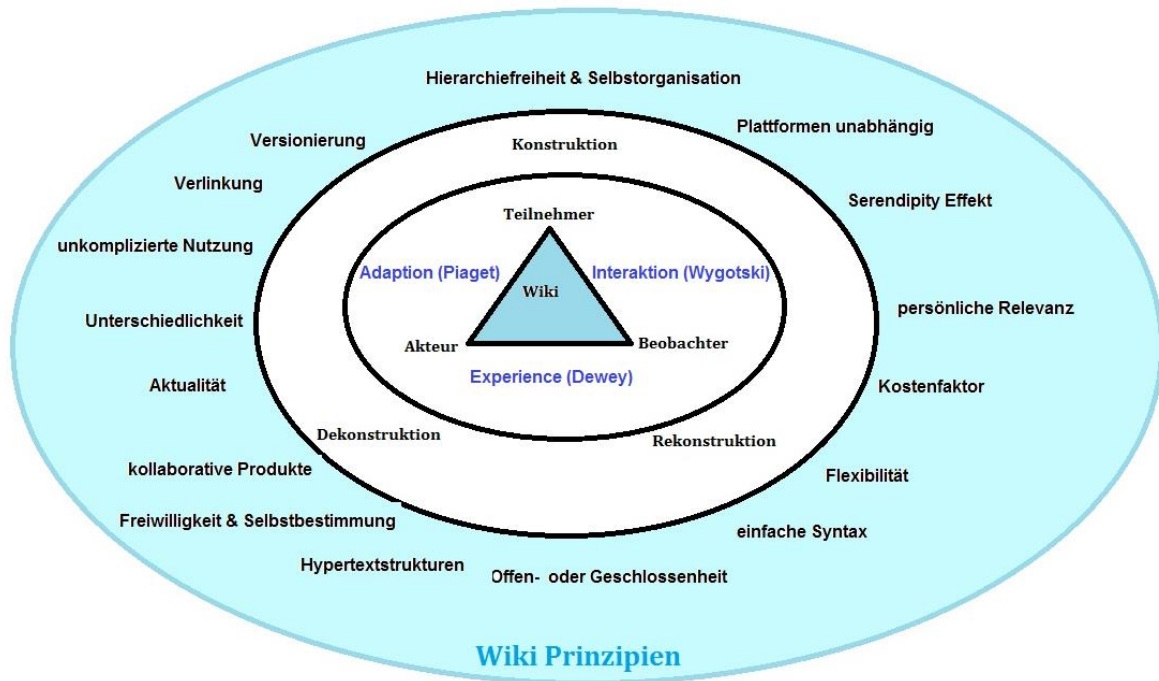 Hierarchiefreiheit & Selbstorganisation
Plattformen unabhängig
Versionierung
Konstruktion
Verlinkung
Serendipity Effekt
Teilnehmer
unkomplizierte Nutzung
Adaption (Piaget)
Interaktion (Wygotski)
Wiki
persönliche Relevanz
Unterschiedlichkeit
Akteur
Beobachter
Experience (Dewey)
Aktualität
Kostenfaktor
Dekonstruktion
Rekonstruktion
kollaborative Produkte
Flexibilität
Freiwilligkeit & Selbstbestimmung
einfache Syntax
Hypertextstrukturen
Offen- oder Geschlossenheit
Wiki Prinzipien